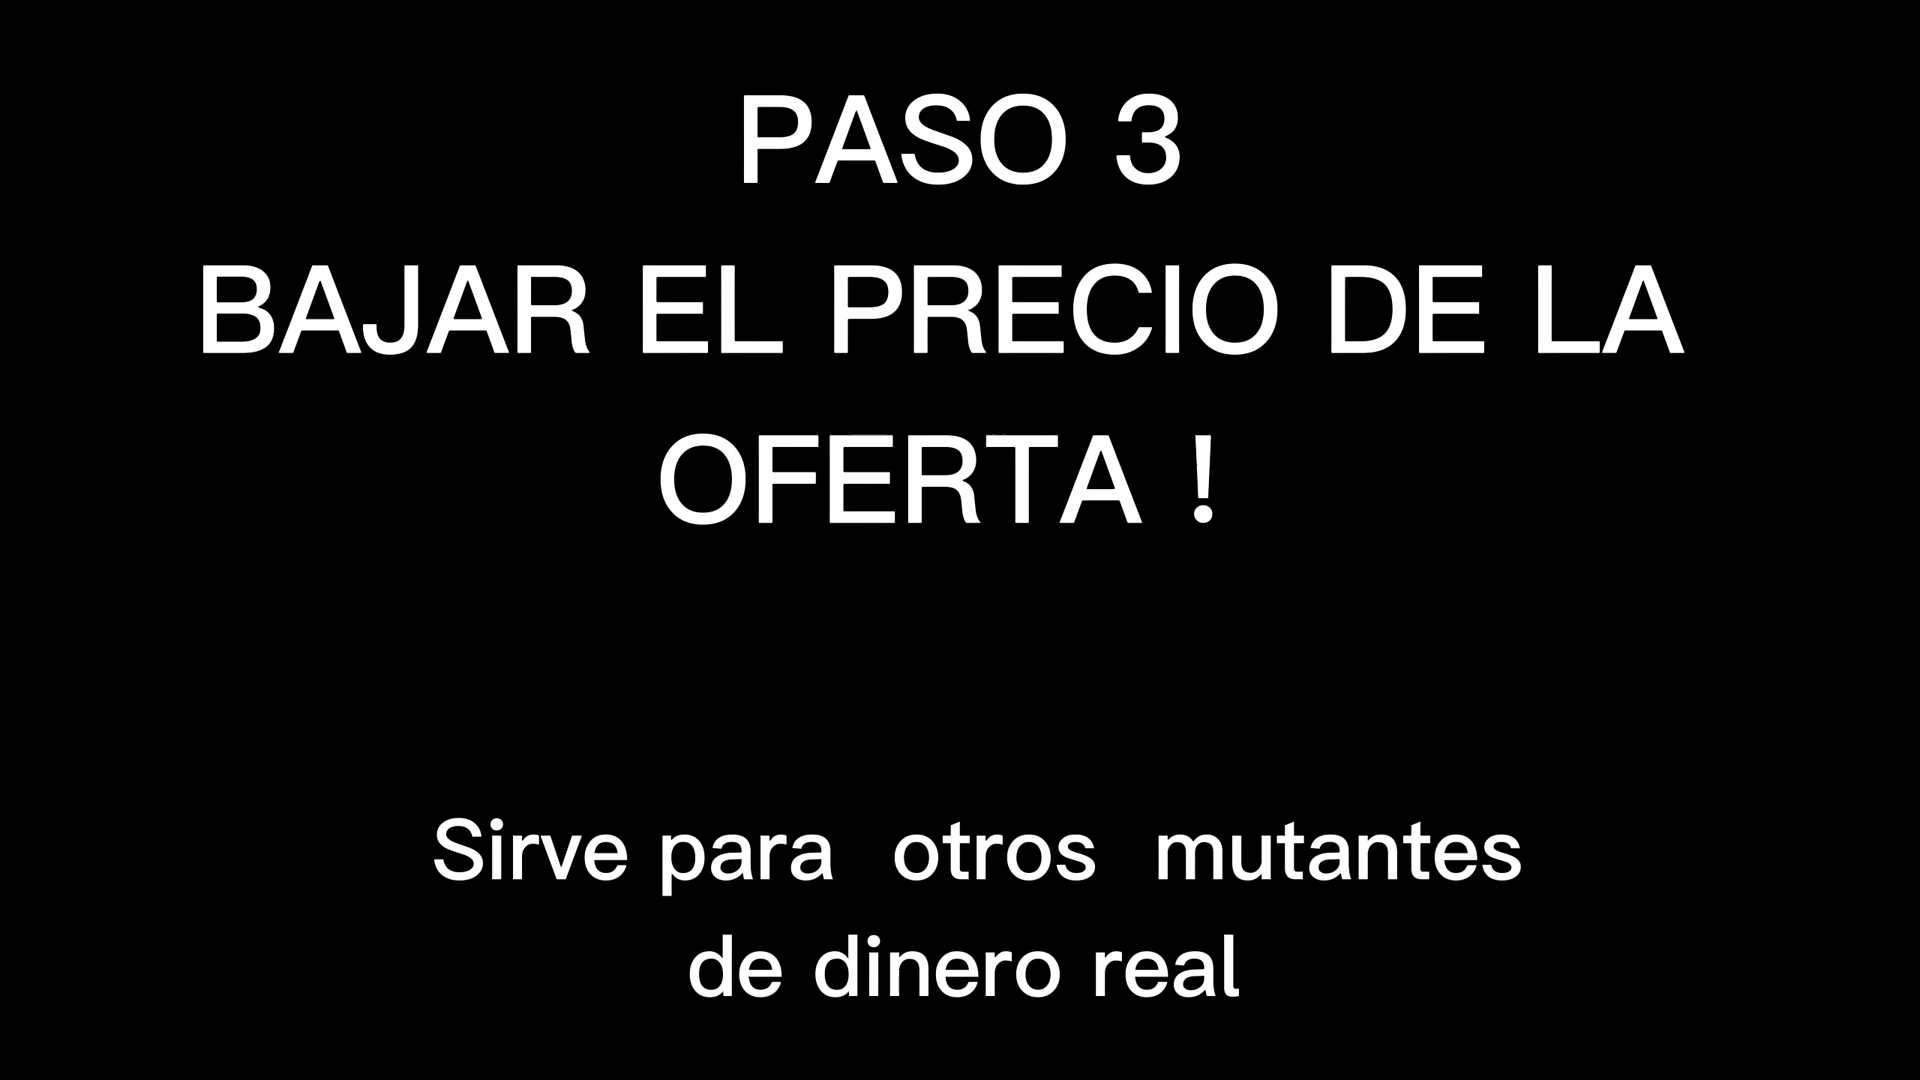 PASO 3
BAJAR EL PRECIO DE LA
OFERTA !
Sirve para otros mutantes
de dinero real